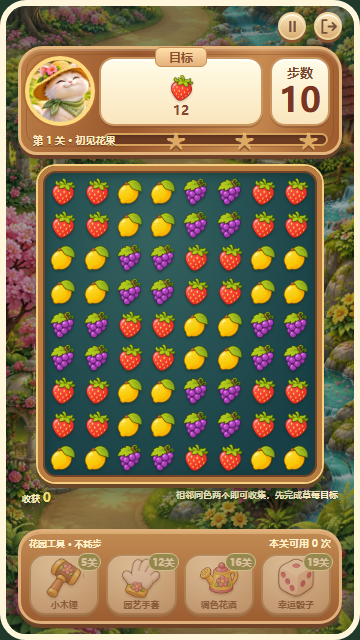 目标
12
步数
10
第 1 关 · 初见花果
收获 0
相邻同色两个即可收集，先完成草莓目标
花园工具 · 不耗步
本关可用 0 次
5关
12关
16关
19关
小木锤
园艺手套
调色花洒
幸运骰子